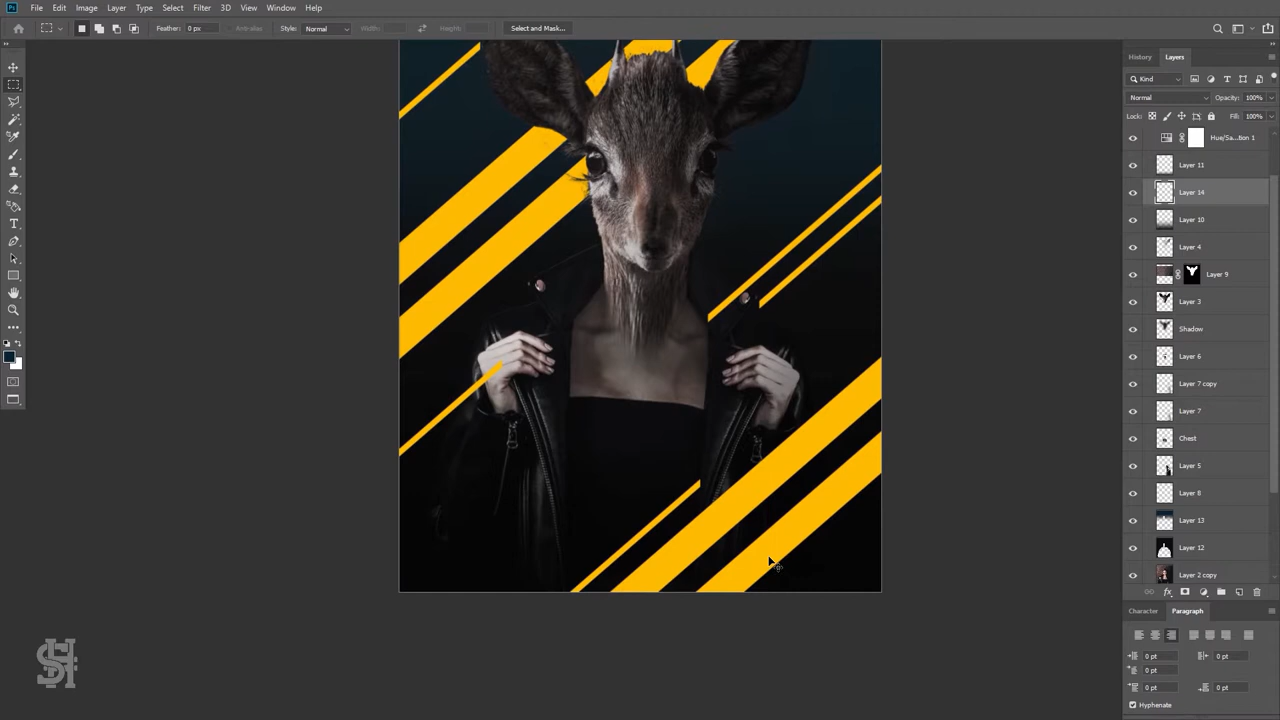 Ps File Edit Image Layer Type Select Filter 3D View Window Help
Feather: 0 px Anti-alias Style: Normal Width: Height: Select and Mask...
History Layers
Kind
Normal Opacity: 100%
Lock: Fill: 100%
Hue/Sa...tion 1
Layer 11
Layer 14
Layer 10
Layer 4
Layer 9
Layer 3
Shadow
Layer 6
Layer 7 copy
Layer 7
Chest
Layer 5
Layer 8
Layer 13
Layer 12
Layer 2 copy
fx
Character Paragraph
0 pt 0 pt
0 pt
0 pt 0 pt
Hyphenate